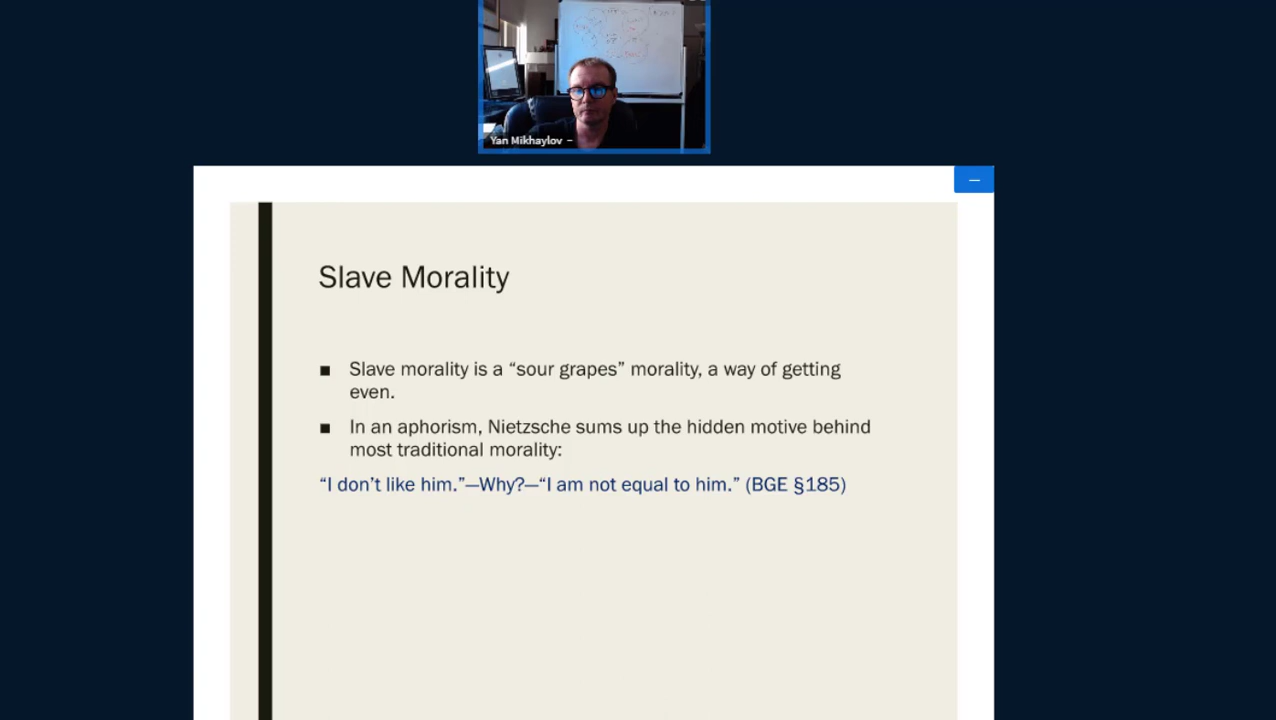 Yan Mikhaylov
Slave Morality
■ Slave morality is a “sour grapes” morality, a way of getting
even.
■ In an aphorism, Nietzsche sums up the hidden motive behind
most traditional morality:
“I don’t like him.”—Why?—“I am not equal to him.” (BGE §185)